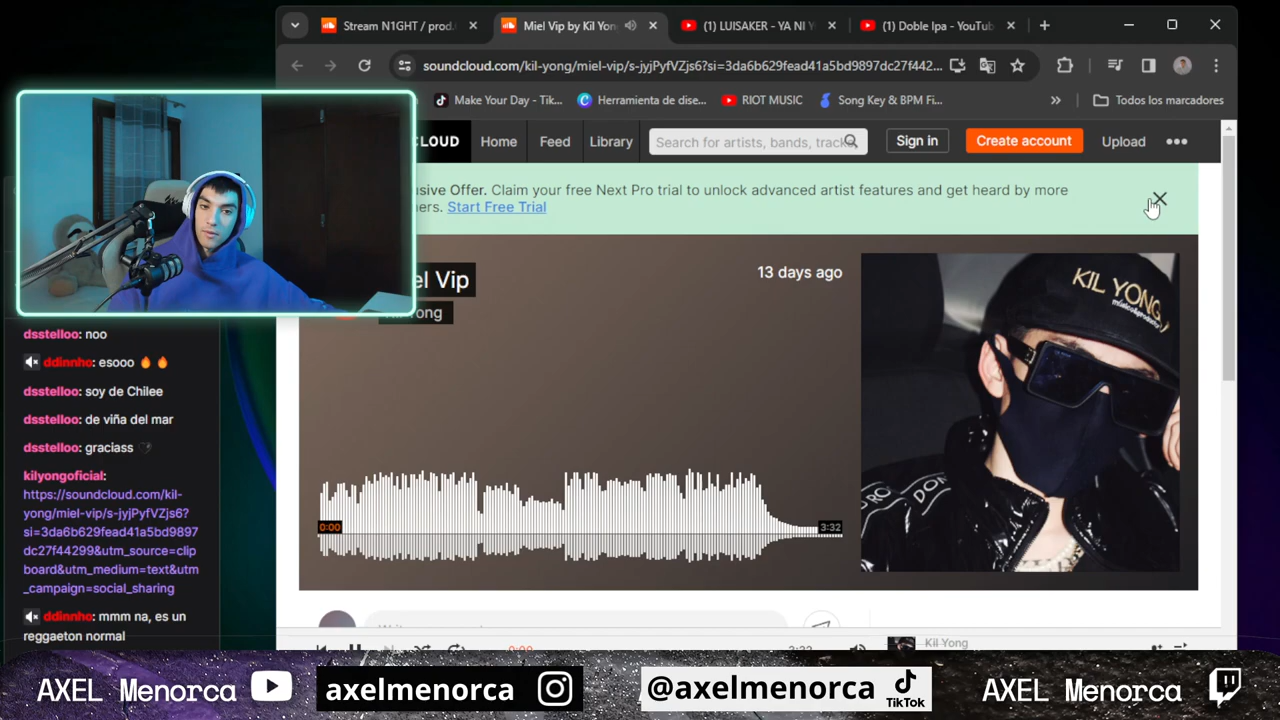 Stream N1GHT / prod.
Miel Vip by Kil Yong
(1) LUISAKER - YA NI
(1) Doble Ipa - YouTub
soundcloud.com/kil-yong/miel-vip/s-jyjPyfVZjs6?si=3da6b629fead41a5bd9897dc27f442...
Make Your Day - Tik...
Herramienta de dise...
RIOT MUSIC
Song Key & BPM Fi...
Todos los marcadores
CLOUD
Home
Feed
Library
Search for artists, bands, track
Sign in
Create account
Upload
nsive Offer. Claim your free Next Pro trial to unlock advanced artist features and get heard by more
ners. Start Free Trial
el Vip
Yong
13 days ago
KIL YONG
0:00
3:32
dsstelloo: noo
ddinnho: esooo
dsstelloo: soy de Chilee
dsstelloo: de viña del mar
dsstelloo: graciass
kilyongoficial:
https://soundcloud.com/kil-
yong/miel-vip/s-jyjPyfVZjs6?
si=3da6b629fead41a5bd9897
dc27f44299&utm_source=clip
board&utm_medium=text&utm
_campaign=social_sharing
ddinnho: mmm na, es un
reggaeton normal
Kil Yong
AXEL Menorca
axelmenorca
@axelmenorca
TikTok
AXEL Menorca